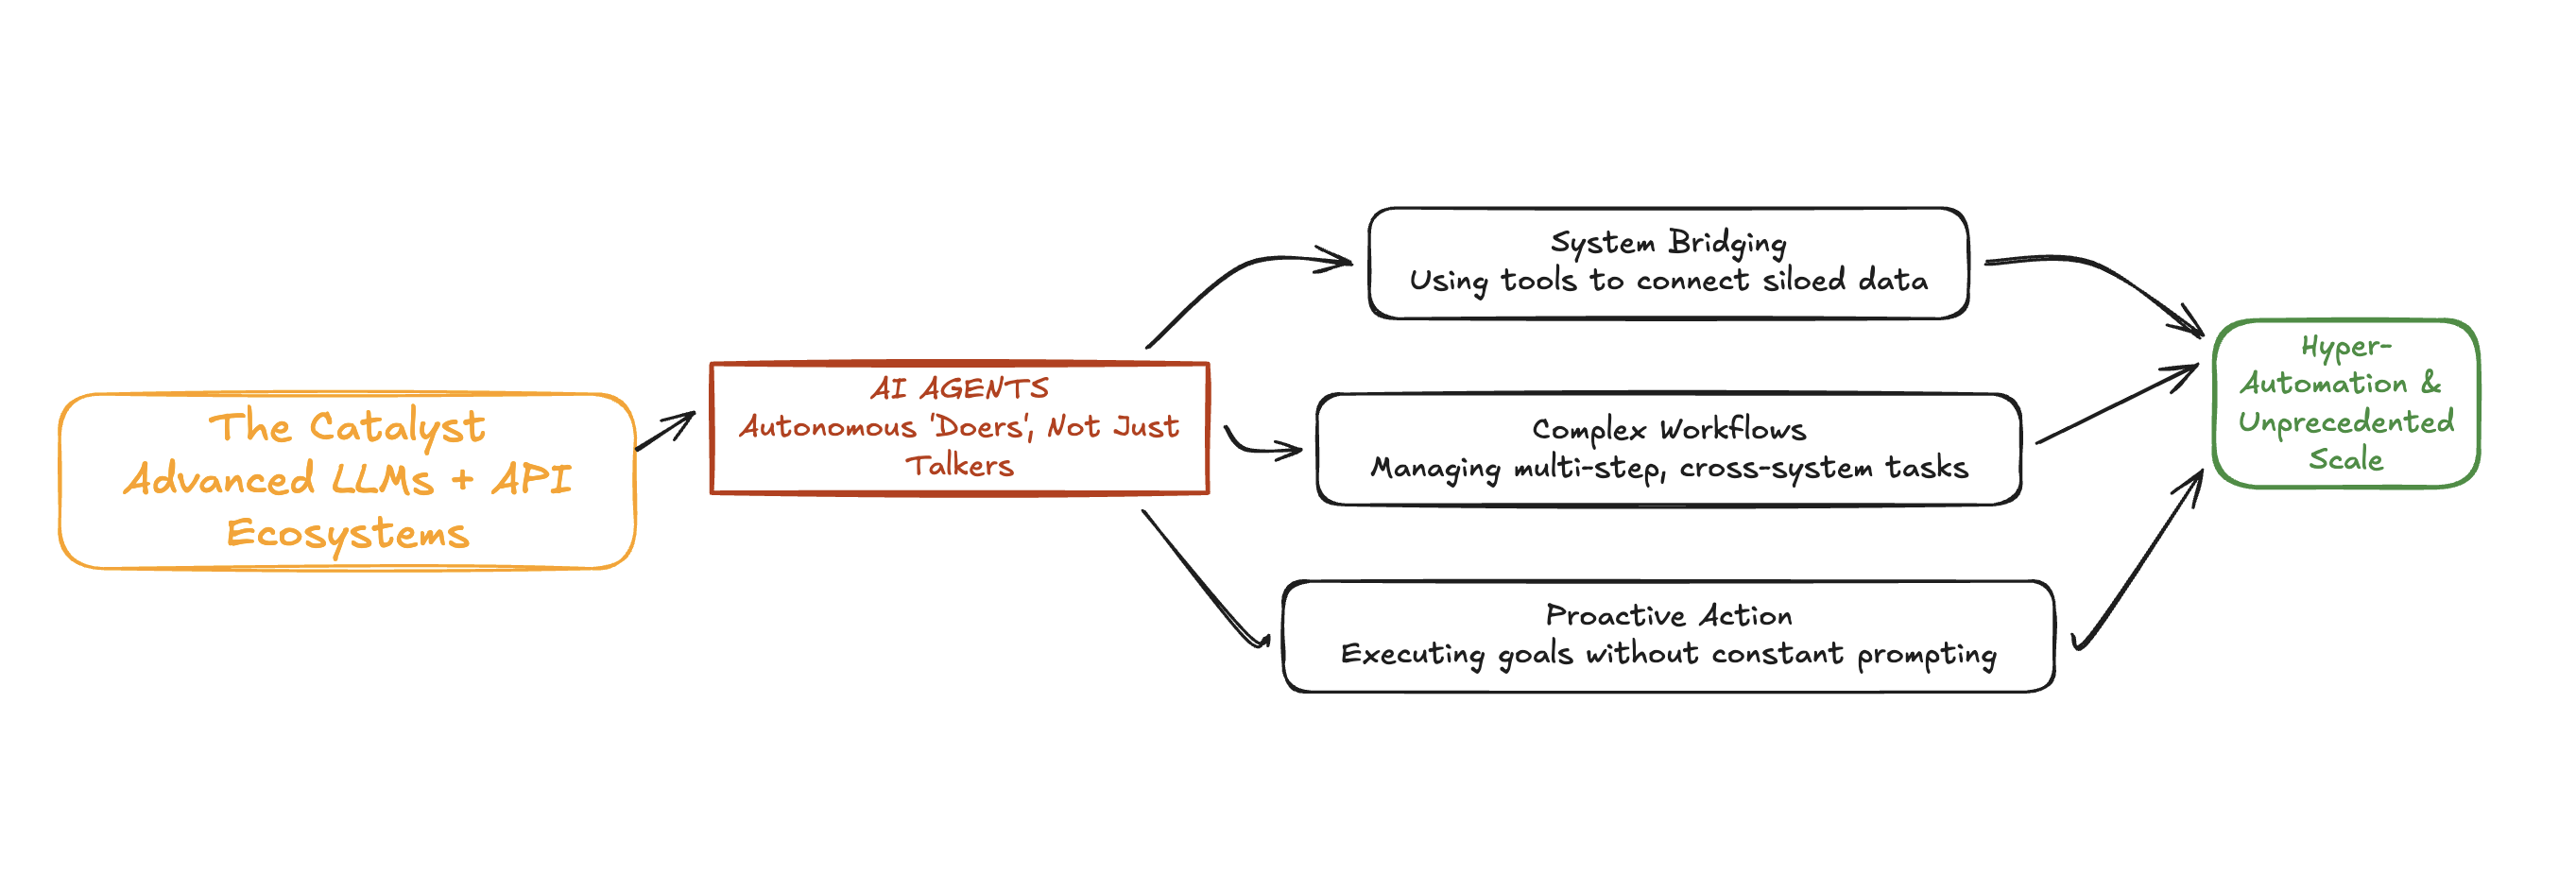 The Catalyst
Advanced LLMs + API
Ecosystems
AI AGENTS
Autonomous 'Doers', Not Just
Talkers
System Bridging
Using tools to connect siloed data
Complex Workflows
Managing multi-step, cross-system tasks
Proactive Action
Executing goals without constant prompting
Hyper-
Automation &
Unprecedented
Scale